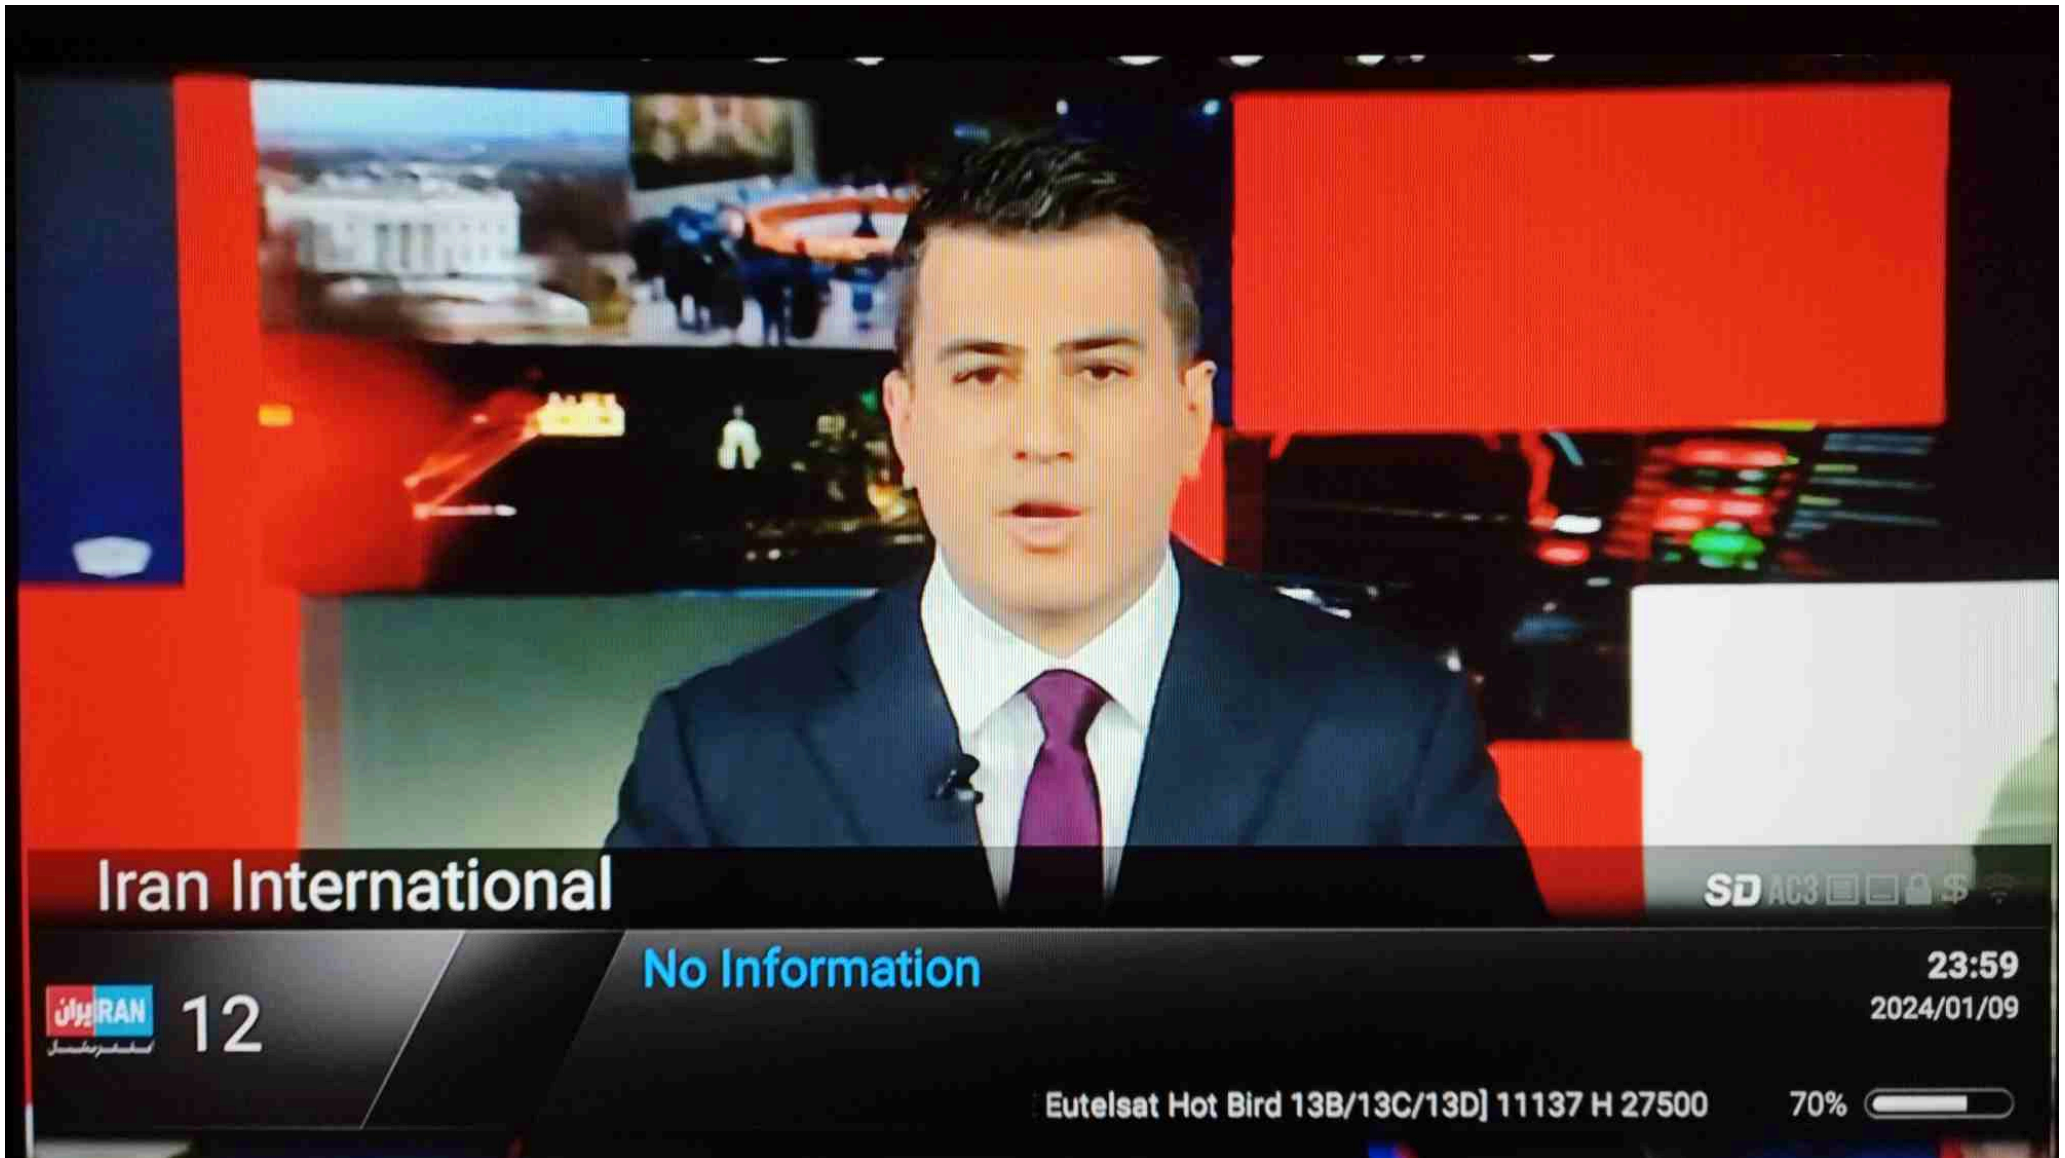 Iran International
SD AC3 $
No Information
23:59
2024/01/09
ایران IRAN
اینترنشنال
12
Eutelsat Hot Bird 13B/13C/13D] 11137 H 27500 70%